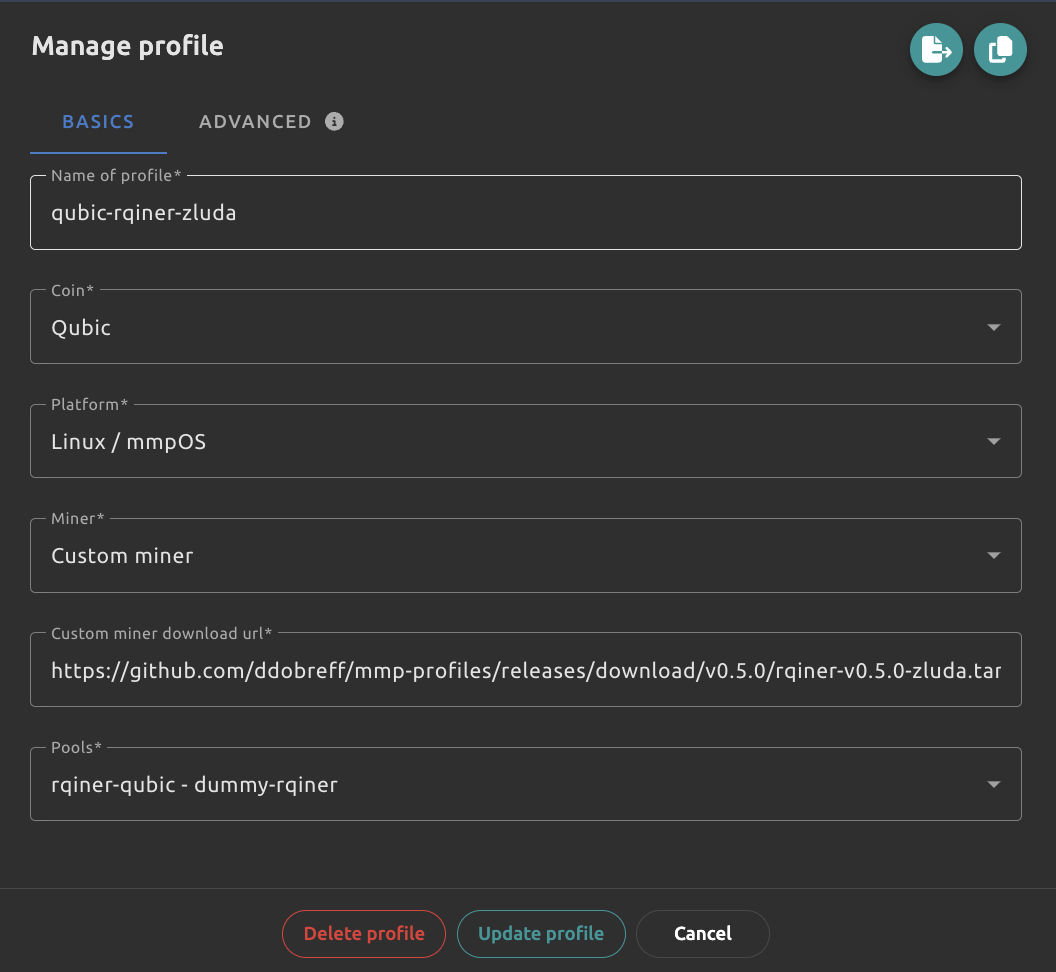 Manage profile
BASICS
ADVANCED
Name of profile*
qubic-rqiner-zluda
Coin*
Qubic
Platform*
Linux / mmpOS
Miner*
Custom miner
Custom miner download url*
https://github.com/ddobreff/mmp-profiles/releases/download/v0.5.0/rqiner-v0.5.0-zluda.tar
Pools*
rqiner-qubic - dummy-rqiner
Delete profile
Update profile
Cancel